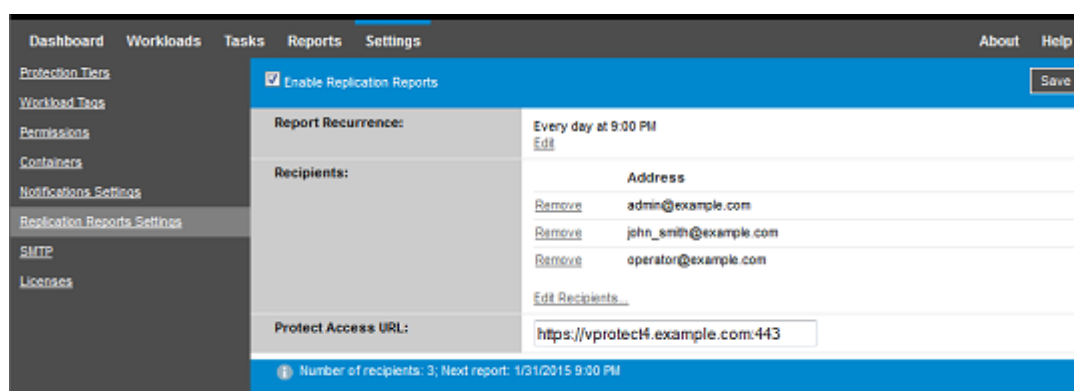 Dashboard Workloads Tasks Reports Settings About Help
Protection Tiers
Workload Tags
Permissions
Containers
Notifications Settings
Replication Reports Settings
SMTP
Licenses
Enable Replication Reports Save
Report Recurrence: Every day at 9:00 PM
Edit
Recipients:
Address
Remove admin@example.com
Remove john_smith@example.com
Remove operator@example.com
Edit Recipients...
Protect Access URL: https://vprotect4.example.com:443
Number of recipients: 3; Next report: 1/31/2015 9:00 PM